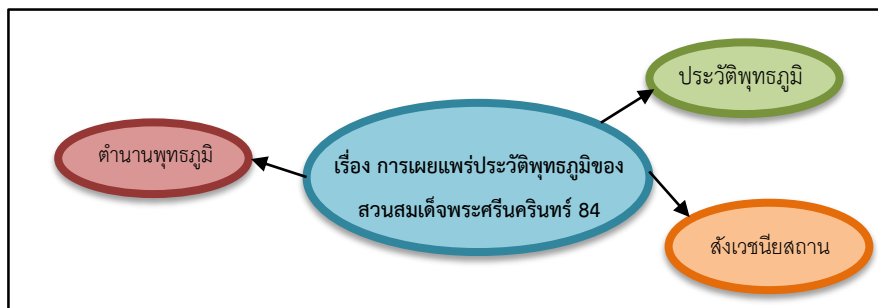 ประวัติพุทธภูมิ
ตำนานพุทธภูมิ
เรื่อง การเผยแพร่ประวัติพุทธภูมิของ
สวนสมเด็จพระศรีนครินทร์ 84
สังเวชนียสถาน